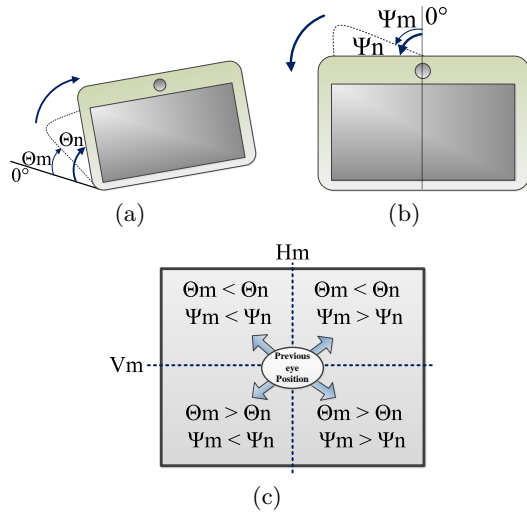 Θn
Θm
0°
(a)
Ψm 0°
Ψn
(b)
Hm
Θm < Θn
Ψm < Ψn
Θm < Θn
Ψm > Ψn
Vm
Previous
eye
Position
Θm > Θn
Ψm < Ψn
Θm > Θn
Ψm > Ψn
(c)